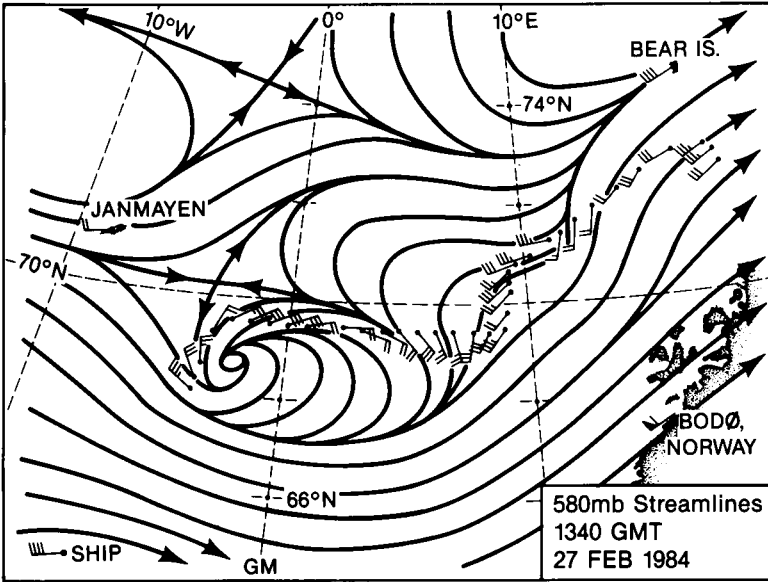 10°W
0°
10°E
BEAR IS.
74°N
JANMAYEN
70°N
BODØ,
NORWAY
66°N
580mb Streamlines
1340 GMT
27 FEB 1984
SHIP
GM